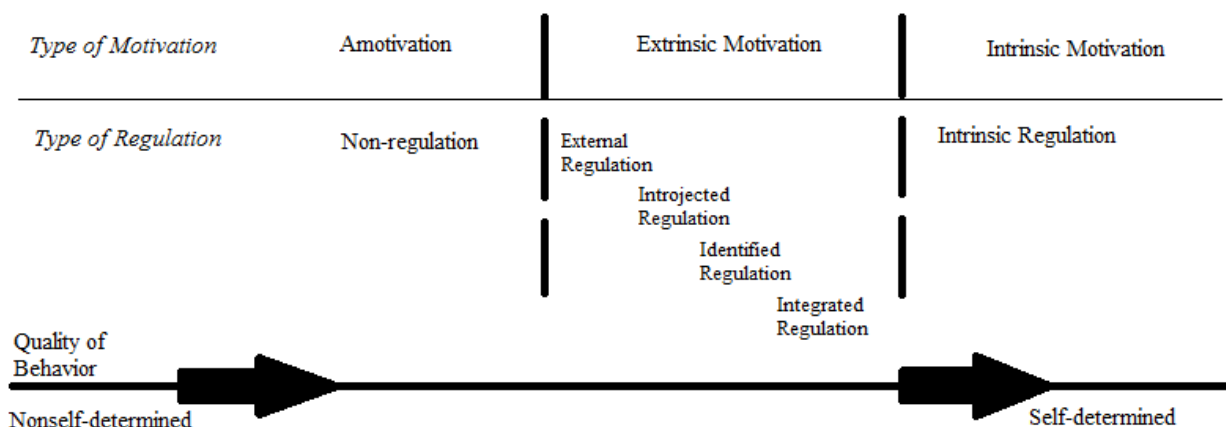 Type of Motivation Amotivation Extrinsic Motivation Intrinsic Motivation
Type of Regulation Non-regulation External Regulation Intrinsic Regulation
Introjected
Regulation
Identified
Regulation
Integrated
Regulation
Quality of
Behavior
Nonself-determined Self-determined